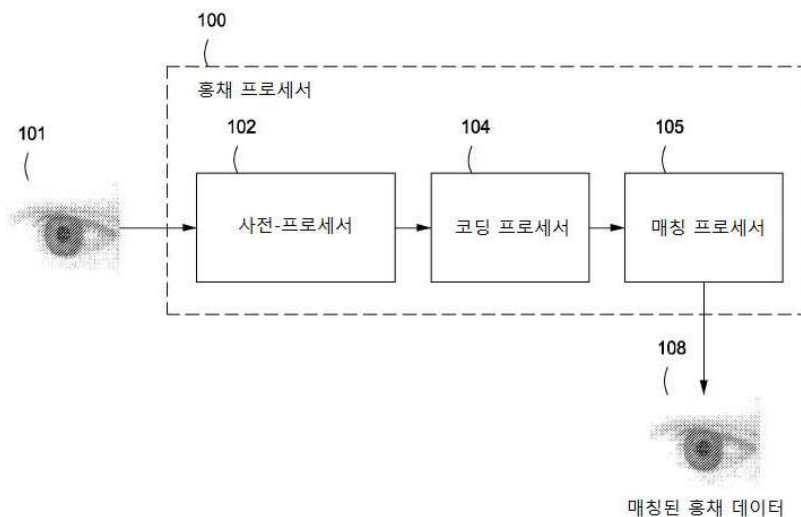 100
홍채 프로세서
101
102
104
105
사전-프로세서
코딩 프로세서
매칭 프로세서
108
매칭된 홍채 데이터